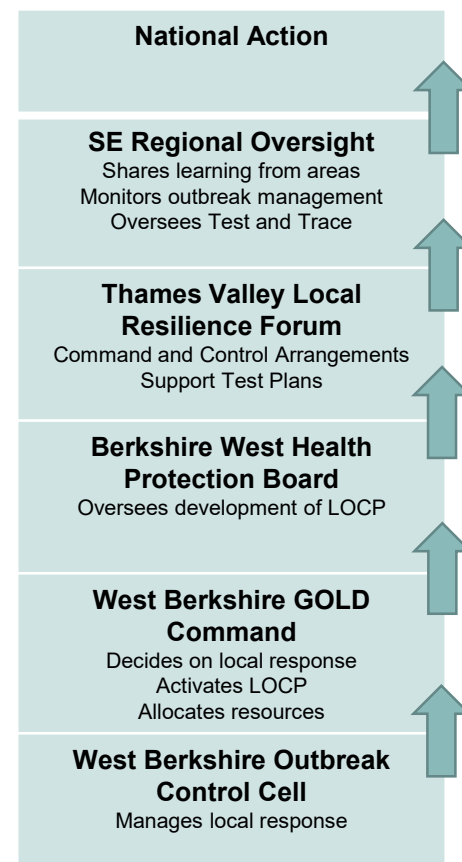 National Action
SE Regional Oversight
Shares learning from areas
Monitors outbreak management
Oversees Test and Trace
Thames Valley Local
Resilience Forum
Command and Control Arrangements
Support Test Plans
Berkshire West Health
Protection Board
Oversees development of LOCP
West Berkshire GOLD
Command
Decides on local response
Activates LOCP
Allocates resources
West Berkshire Outbreak
Control Cell
Manages local response